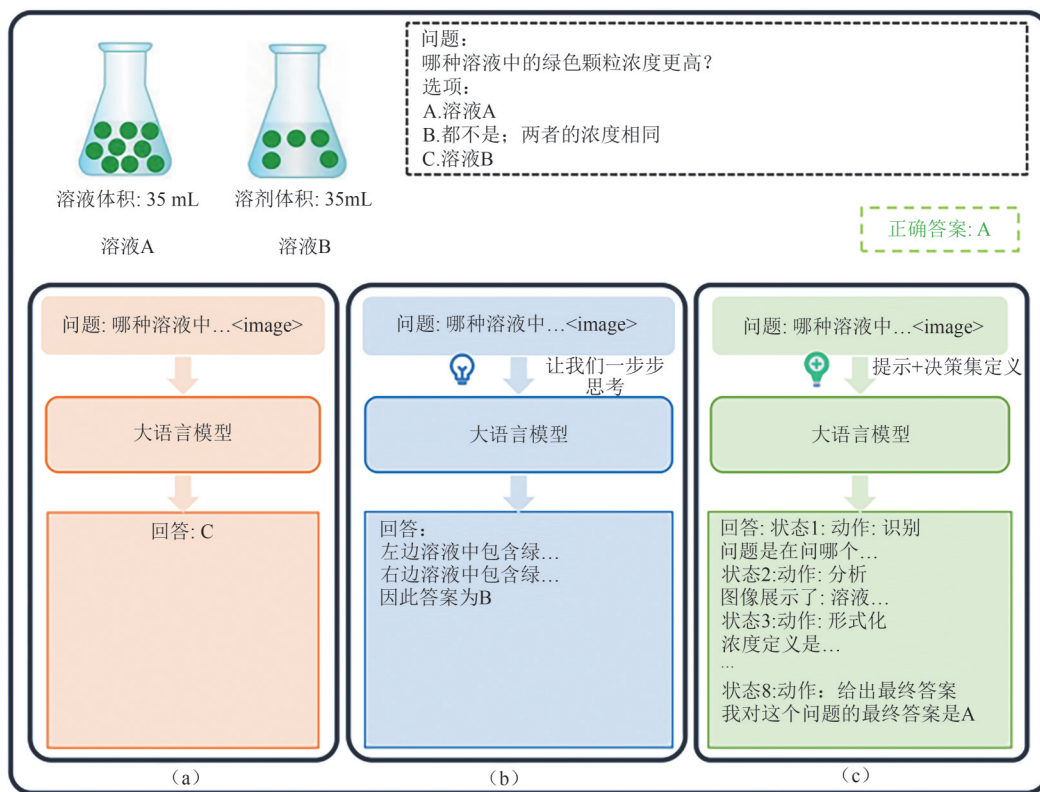 问题：
哪种溶液中的绿色颗粒浓度更高?
选项：
A.溶液A
B.都不是；两者的浓度相同
C.溶液B
溶液体积: 35 mL
溶剂体积: 35mL
溶液A
溶液B
正确答案: A
问题: 哪种溶液中…<image>
大语言模型
回答: C
（a）
问题: 哪种溶液中…<image>
让我们一步步
思考
大语言模型
回答：
左边溶液中包含绿…
右边溶液中包含绿…
因此答案为B
（b）
问题: 哪种溶液中…<image>
提示+决策集定义
大语言模型
回答: 状态1: 动作: 识别
问题是在问哪个…
状态2:动作: 分析
图像展示了: 溶液…
状态3:动作: 形式化
浓度定义是…
…
状态8:动作：给出最终答案
我对这个问题的最终答案是A
（c）